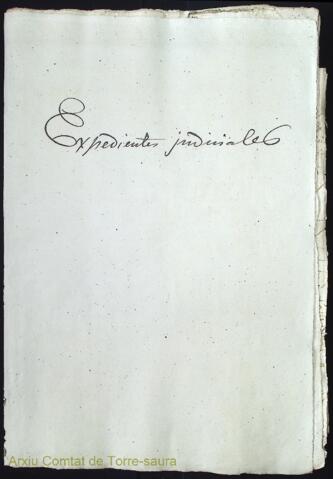 Expedientes judiciales
Arxiu Comtat de Torre-saura